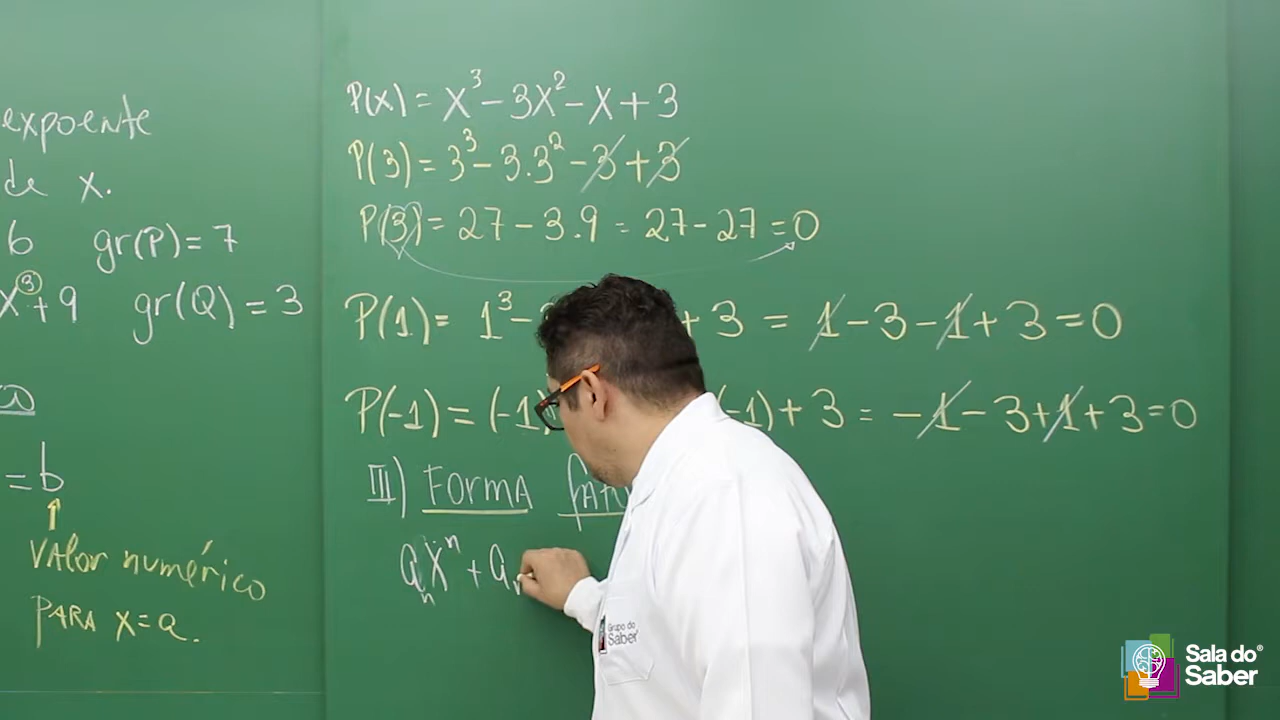 expoente
de x.
6 gr(P)=7
x³+9 gr(Q)=3
=b
VAlor numérico
PARA x=a.
P(x)=x³-3x²-x+3
P(3)=3³-3.3²-3+3
P(3)=27-3.9=27-27=0
P(1)=1³- +3=1-3-1+3=0
P(-1)=(-1) (-1)+3=-1-3+1+3=0
III) FORMA
aₙxⁿ+a
Grupo do
Saber
Sala do®
Saber